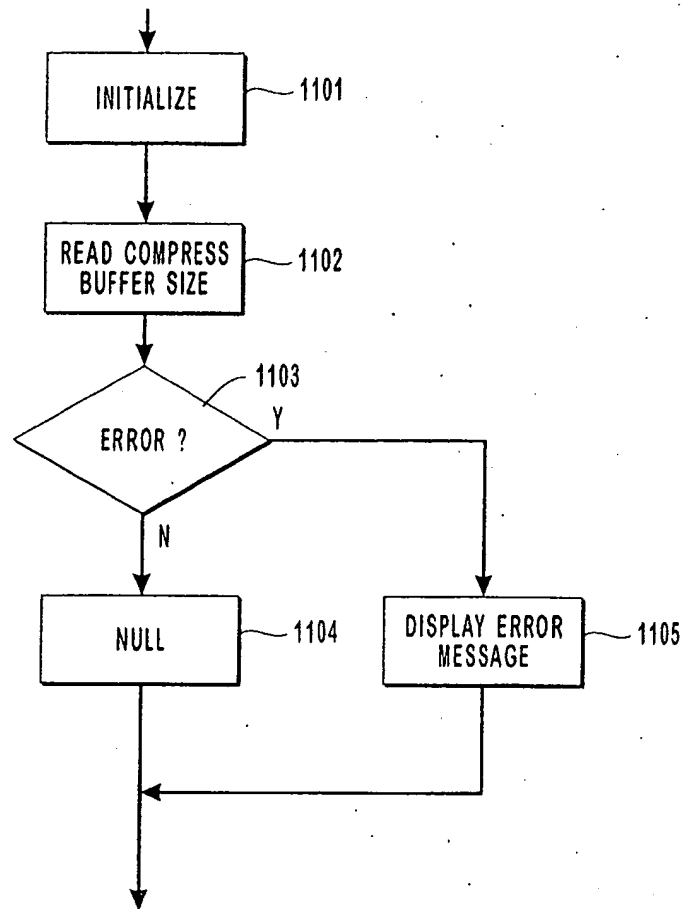 INITIALIZE
1101
READ COMPRESS
BUFFER SIZE
1102
1103
ERROR ?
Y
N
NULL
1104
DISPLAY ERROR
MESSAGE
1105